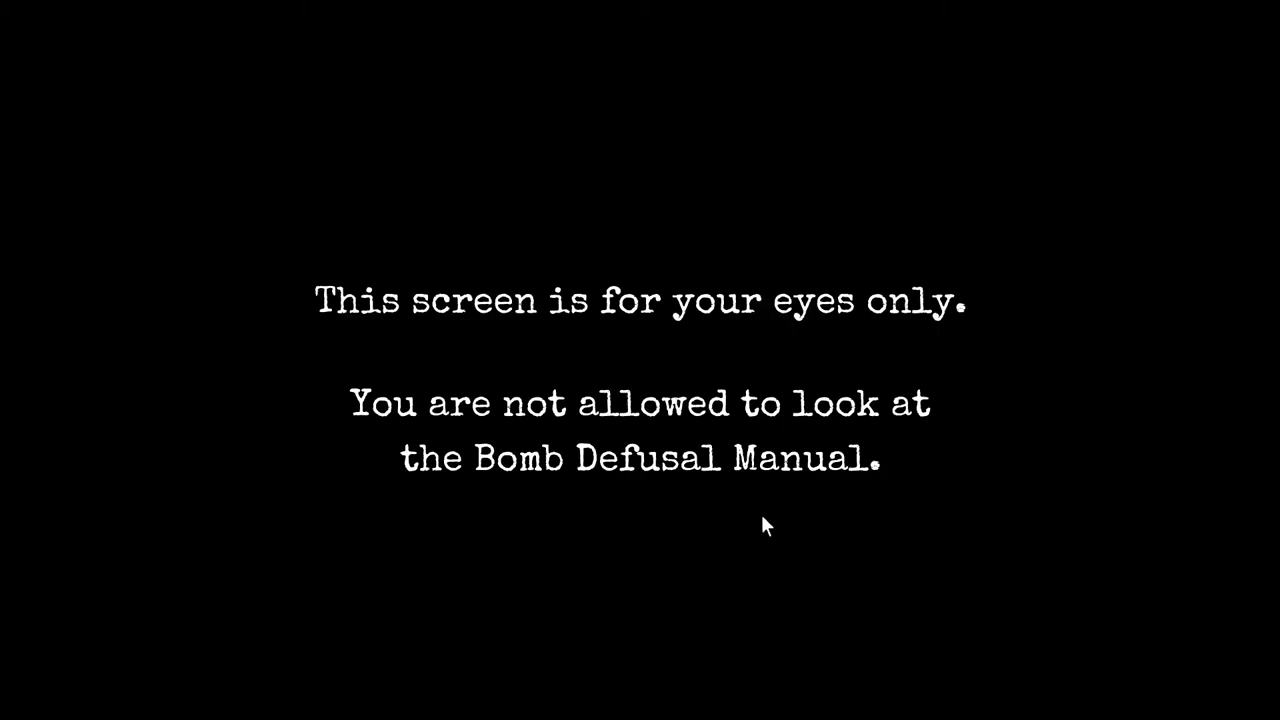 This screen is for your eyes only.
You are not allowed to look at
the Bomb Defusal Manual.